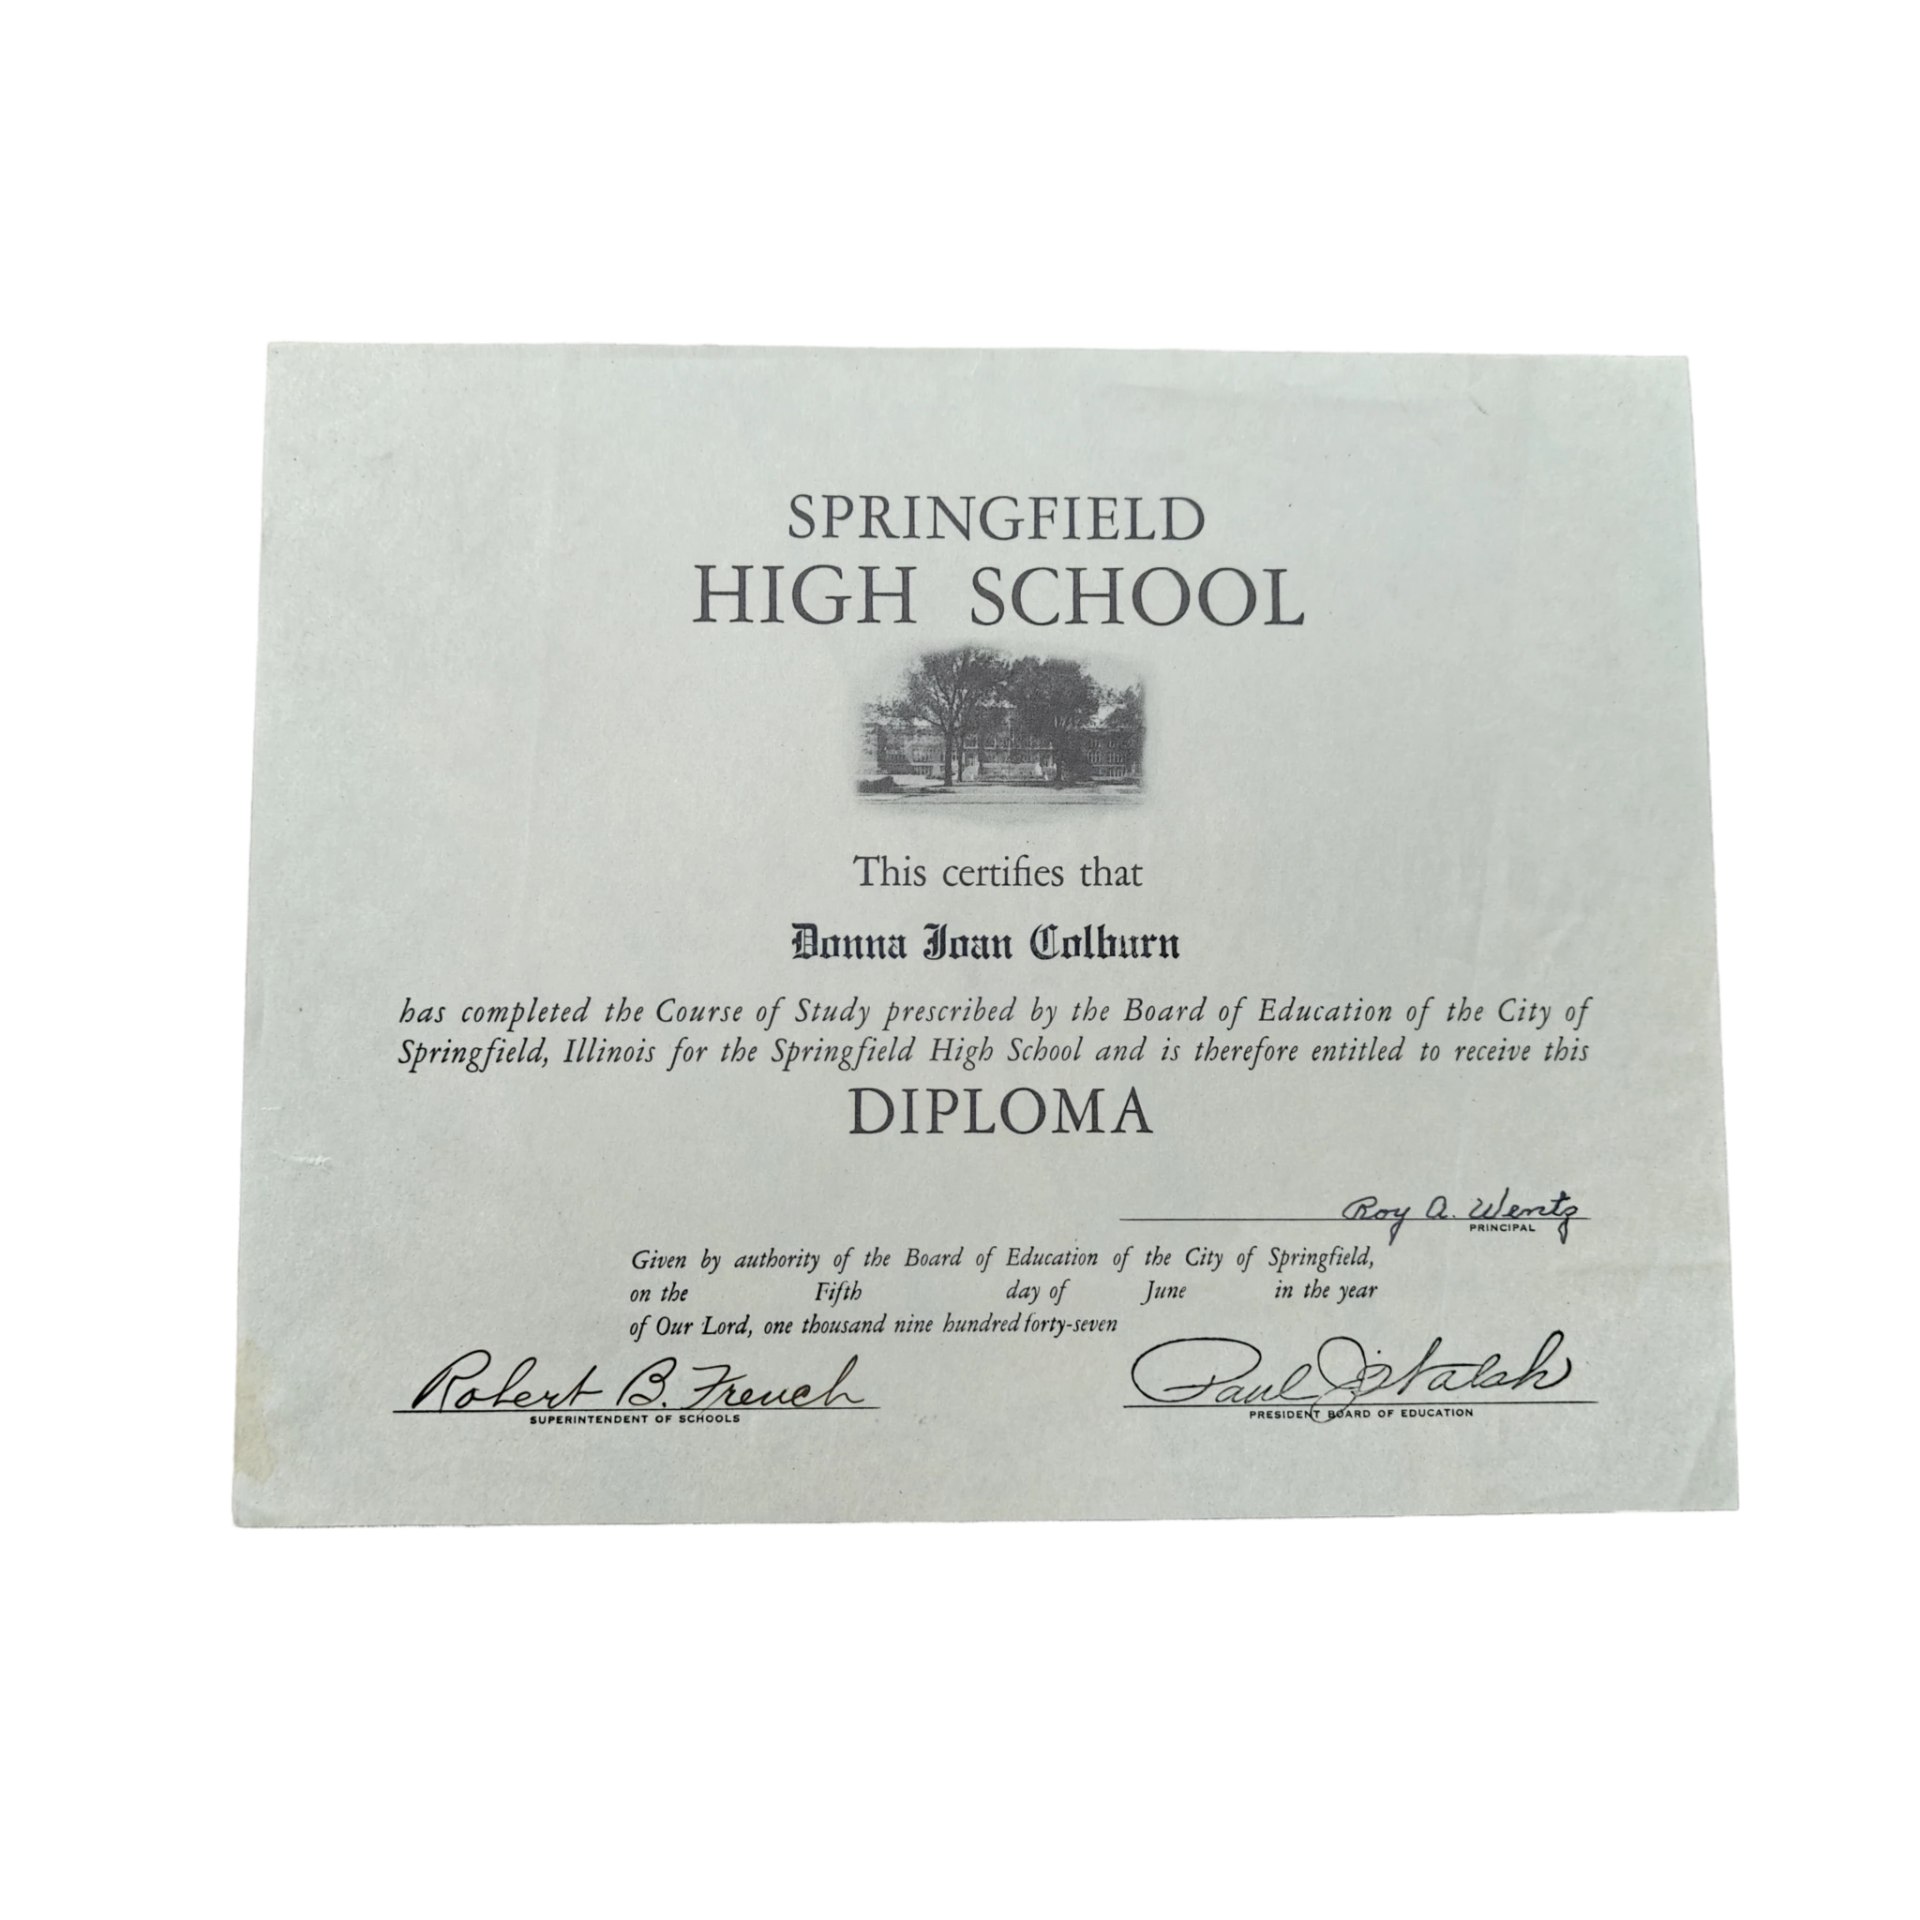 SPRINGFIELD
HIGH SCHOOL
This certifies that
Donna Joan Colburn
has completed the Course of Study prescribed by the Board of Education of the City of
Springfield, Illinois for the Springfield High School and is therefore entitled to receive this
DIPLOMA
Roy A. Wentz
PRINCIPAL
Given by authority of the Board of Education of the City of Springfield,
on the Fifth day of June in the year
of Our Lord, one thousand nine hundred forty-seven
Robert B. French
SUPERINTENDENT OF SCHOOLS
Paul J. Walsh
PRESIDENT BOARD OF EDUCATION